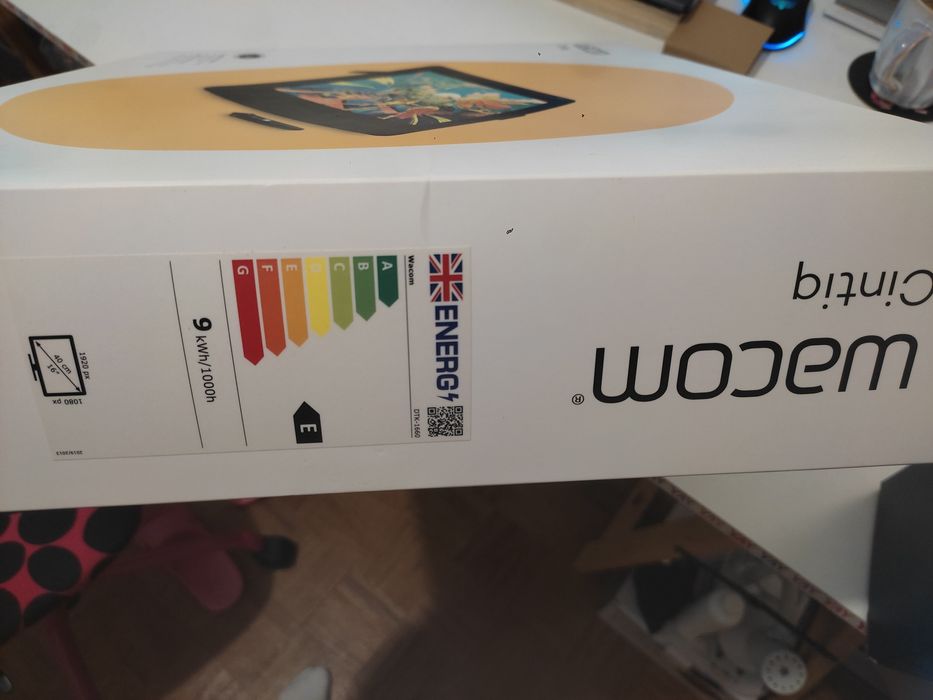 wacom®
Cintiq
ENERG
Wacom
DTK-1660
A
B
C
D
E
F
G
E
9 kWh/1000h
1920 px
1080 px
40 cm
16"
2019/2013